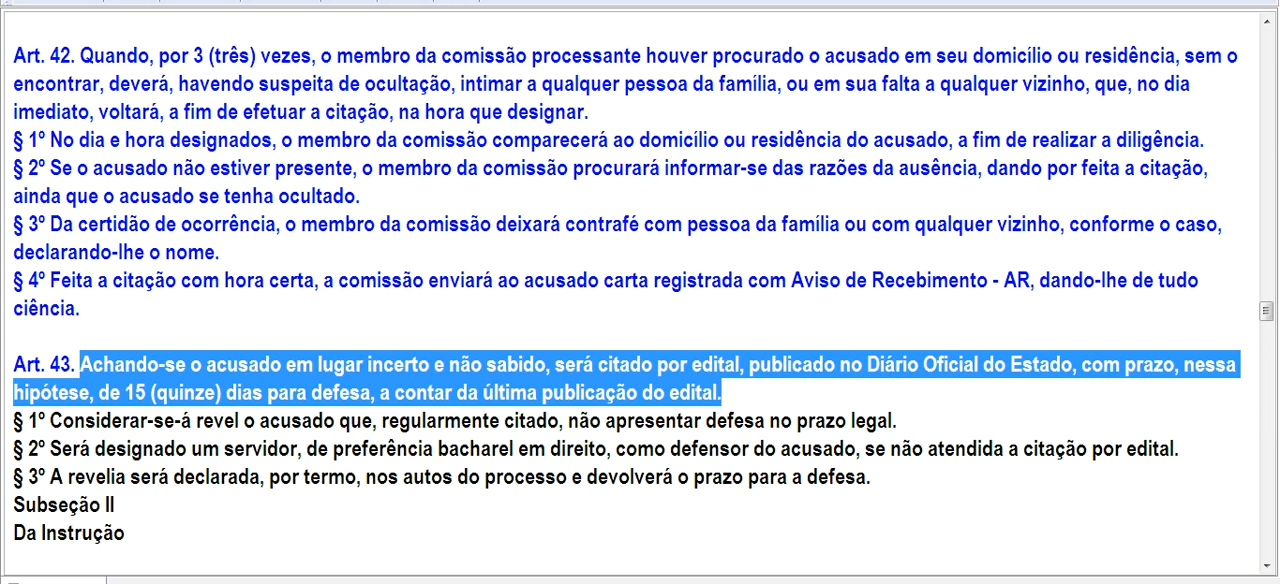 Art. 42. Quando, por 3 (três) vezes, o membro da comissão processante houver procurado o acusado em seu domicílio ou residência, sem o
encontrar, deverá, havendo suspeita de ocultação, intimar a qualquer pessoa da família, ou em sua falta a qualquer vizinho, que, no dia
imediato, voltará, a fim de efetuar a citação, na hora que designar.
§ 1º No dia e hora designados, o membro da comissão comparecerá ao domicílio ou residência do acusado, a fim de realizar a diligência.
§ 2º Se o acusado não estiver presente, o membro da comissão procurará informar-se das razões da ausência, dando por feita a citação,
ainda que o acusado se tenha ocultado.
§ 3º Da certidão de ocorrência, o membro da comissão deixará contrafé com pessoa da família ou com qualquer vizinho, conforme o caso,
declarando-lhe o nome.
§ 4º Feita a citação com hora certa, a comissão enviará ao acusado carta registrada com Aviso de Recebimento - AR, dando-lhe de tudo
ciência.
Art. 43. Achando-se o acusado em lugar incerto e não sabido, será citado por edital, publicado no Diário Oficial do Estado, com prazo, nessa
hipótese, de 15 (quinze) dias para defesa, a contar da última publicação do edital.
§ 1º Considerar-se-á revel o acusado que, regularmente citado, não apresentar defesa no prazo legal.
§ 2º Será designado um servidor, de preferência bacharel em direito, como defensor do acusado, se não atendida a citação por edital.
§ 3º A revelia será declarada, por termo, nos autos do processo e devolverá o prazo para a defesa.
Subseção II
Da Instrução